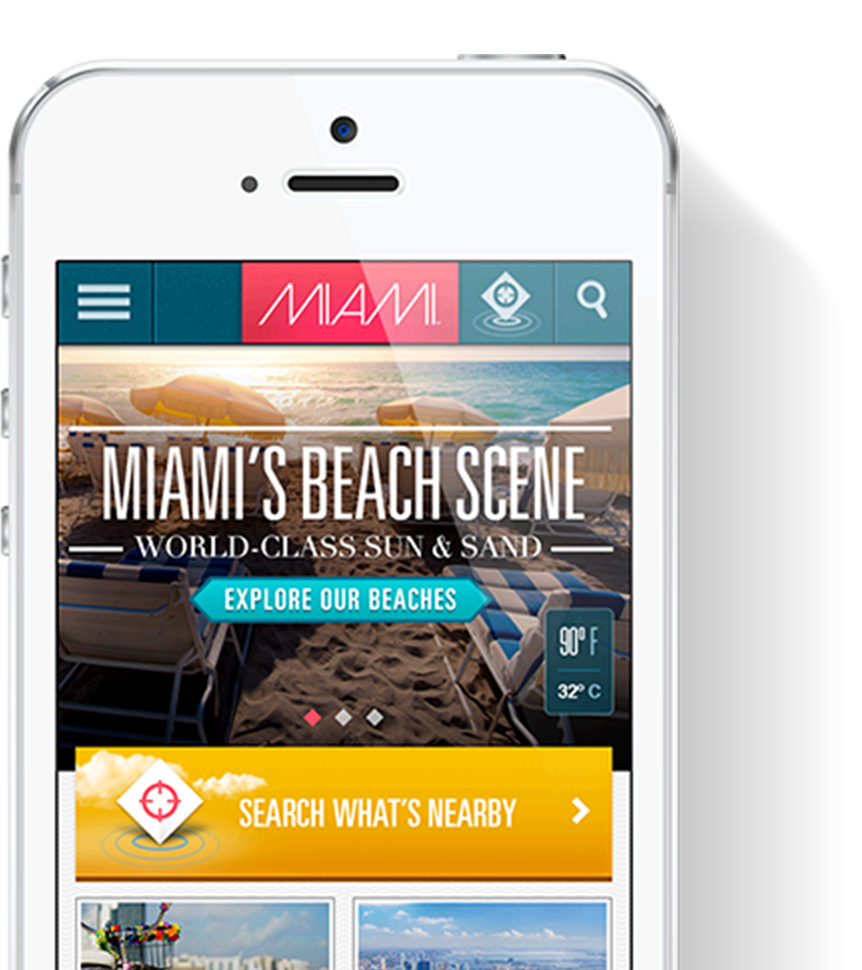 MIAMI.
MIAMI'S BEACH SCENE
WORLD-CLASS SUN & SAND
EXPLORE OUR BEACHES
90° F
32° C
SEARCH WHAT'S NEARBY